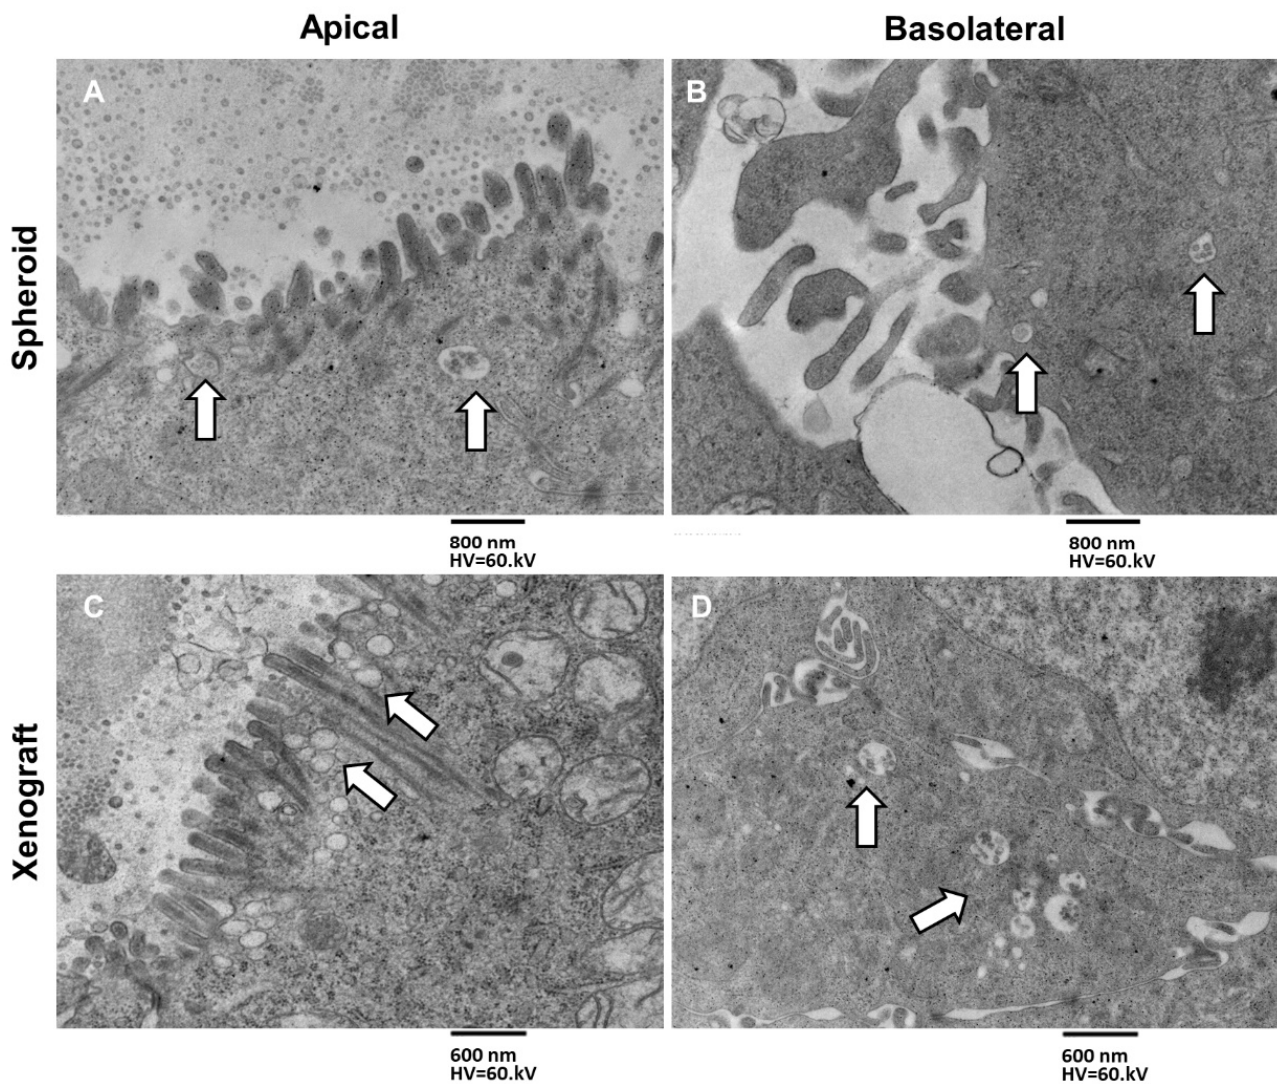 Apical
Basolateral
Spheroid
A
B
800 nm
HV=60.kV
800 nm
HV=60.kV
Xenograft
C
D
600 nm
HV=60.kV
600 nm
HV=60.kV